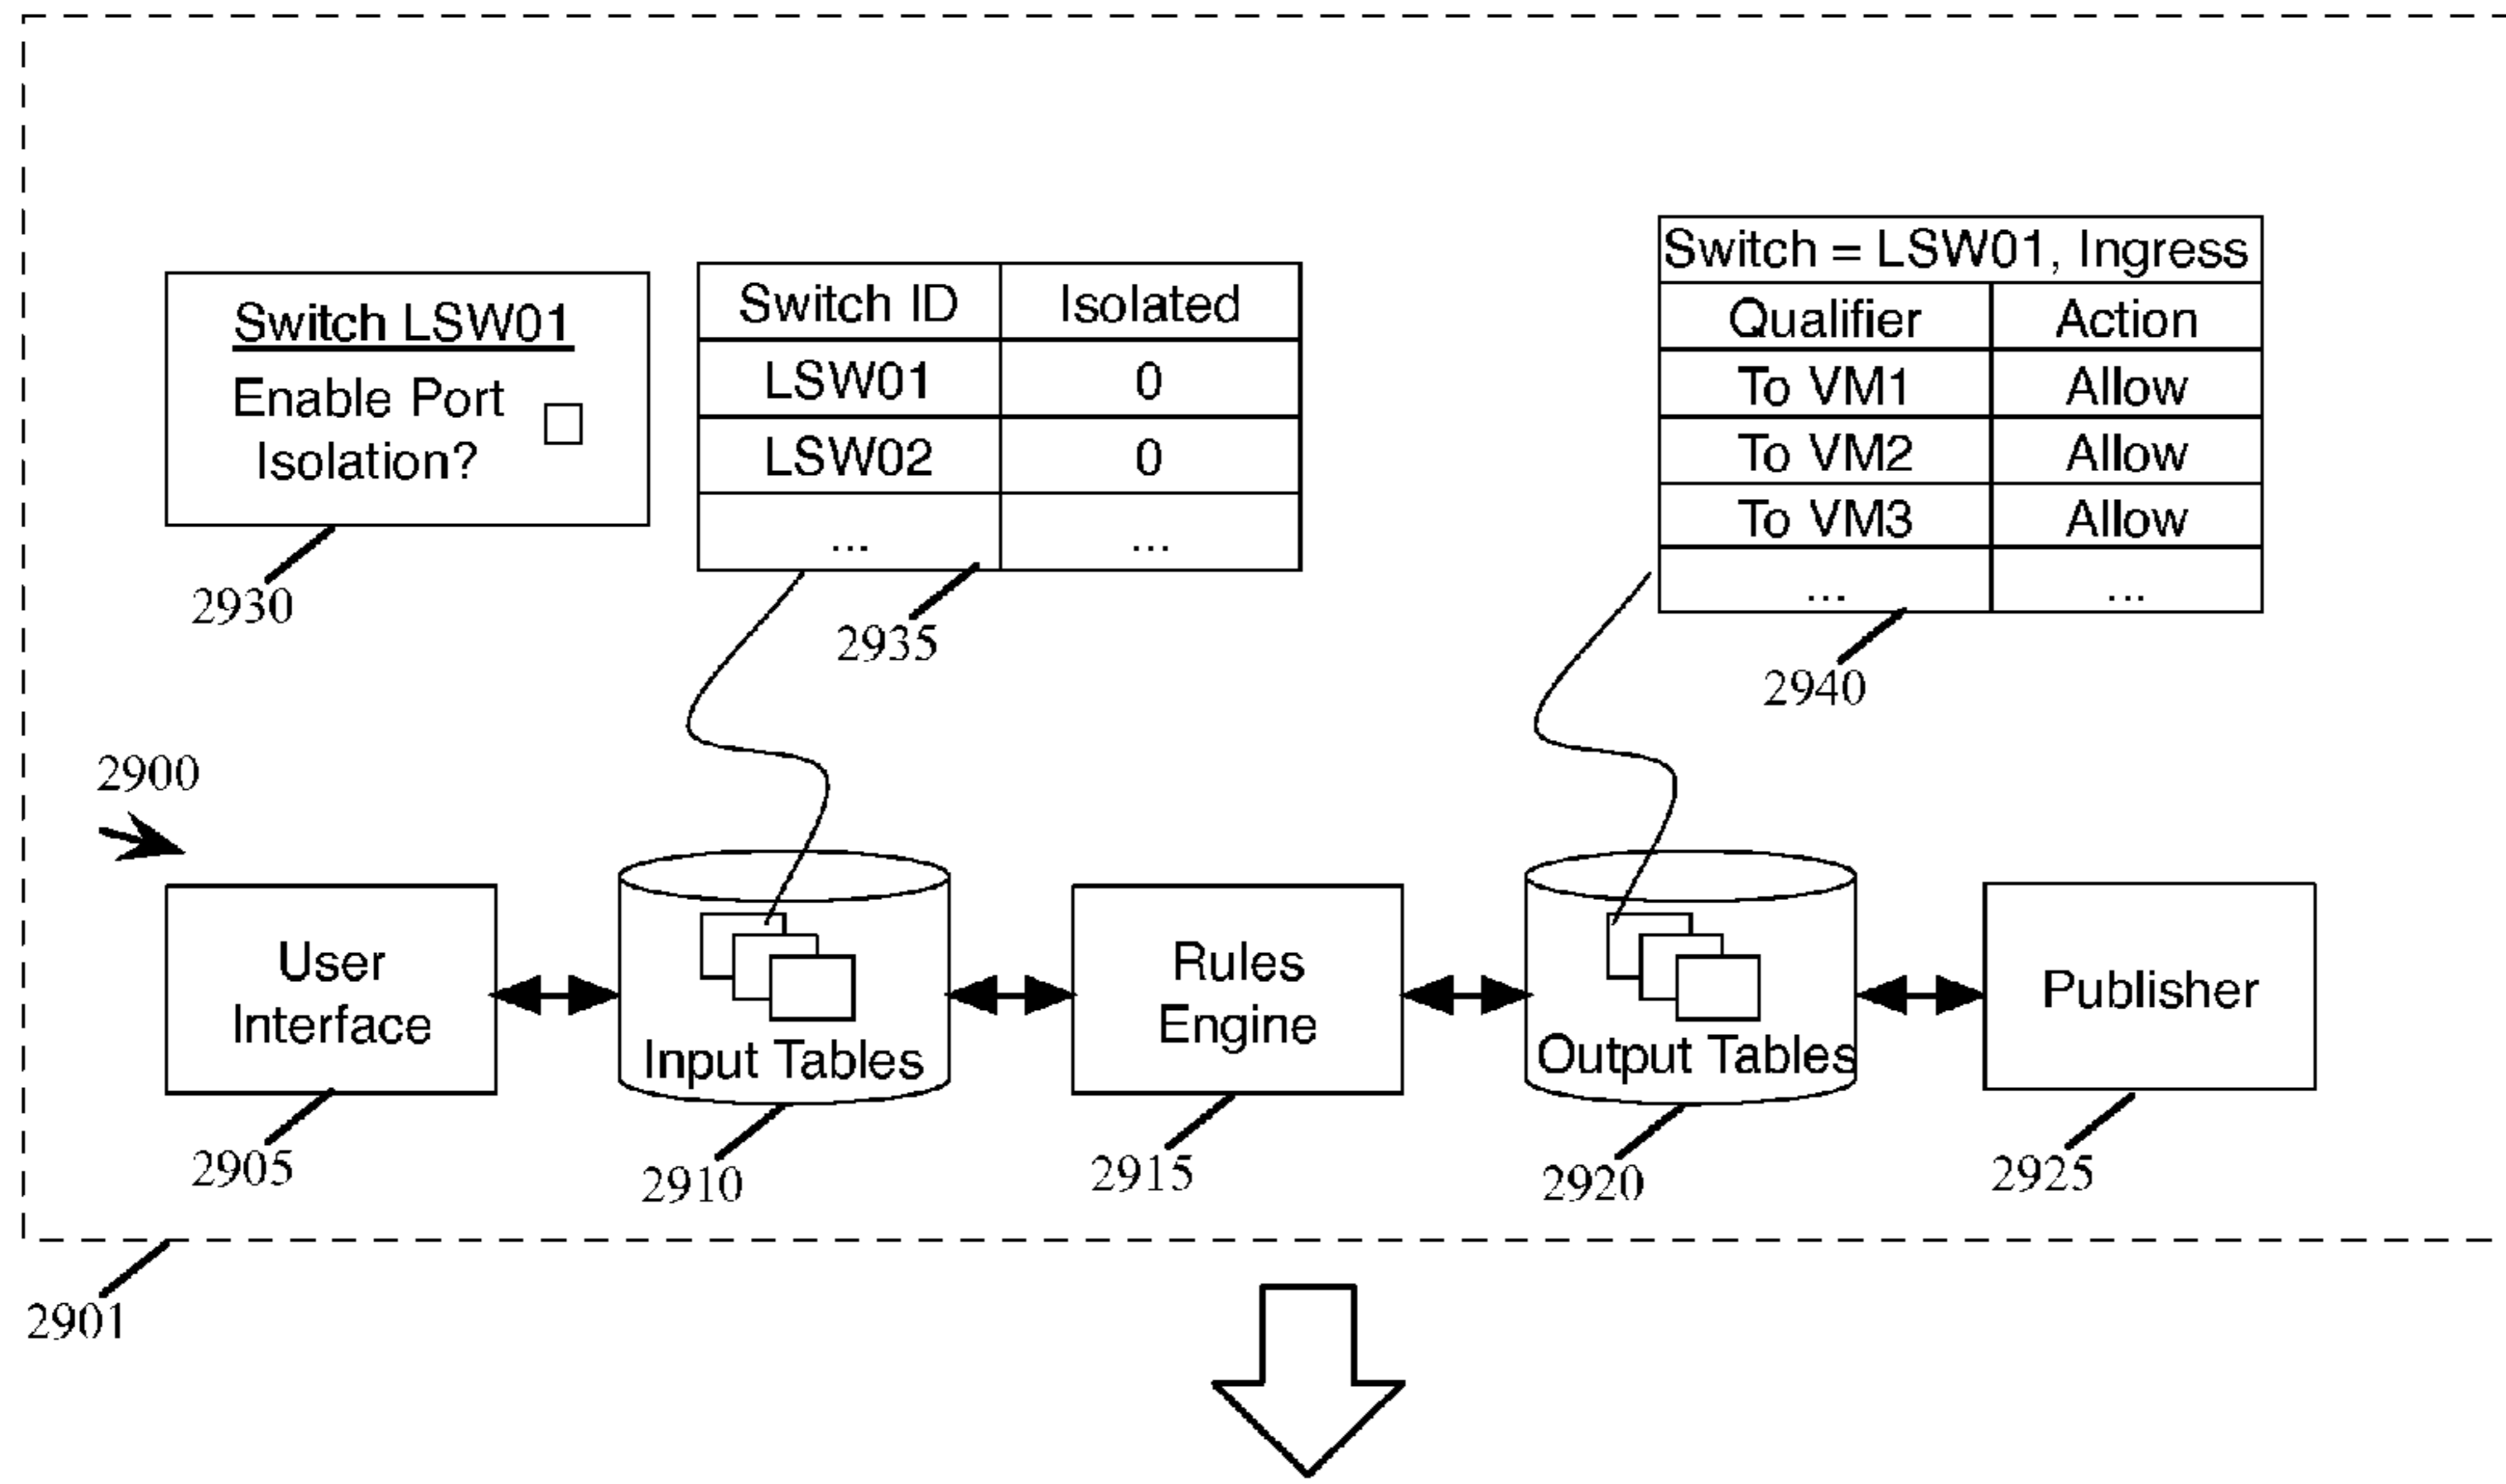 Switch LSW01
Enable Port
Isolation?
2930
Switch ID Isolated
LSW01 0
LSW02 0
... ...
2935
Switch = LSW01, Ingress
Qualifier Action
To VM1 Allow
To VM2 Allow
To VM3 Allow
... ...
2940
2900
User
Interface
2905
Input Tables
2910
Rules
Engine
2915
Output Tables
2920
Publisher
2925
2901